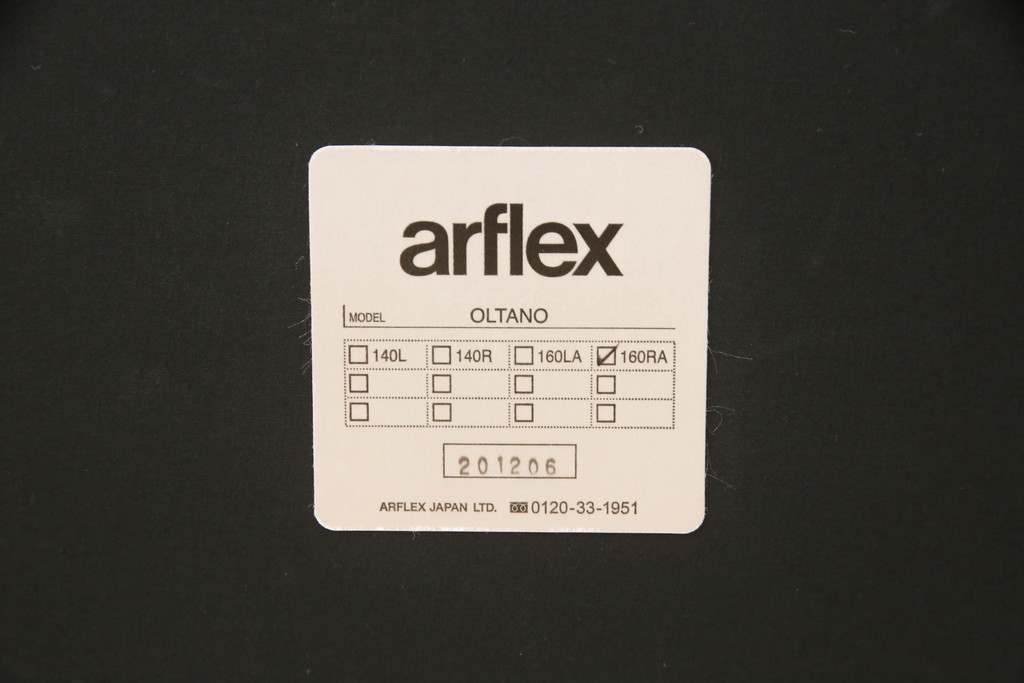 arflex
MODEL OLTANO
140L 140R 160LA 160RA
201206
ARFLEX JAPAN LTD. 0120-33-1951